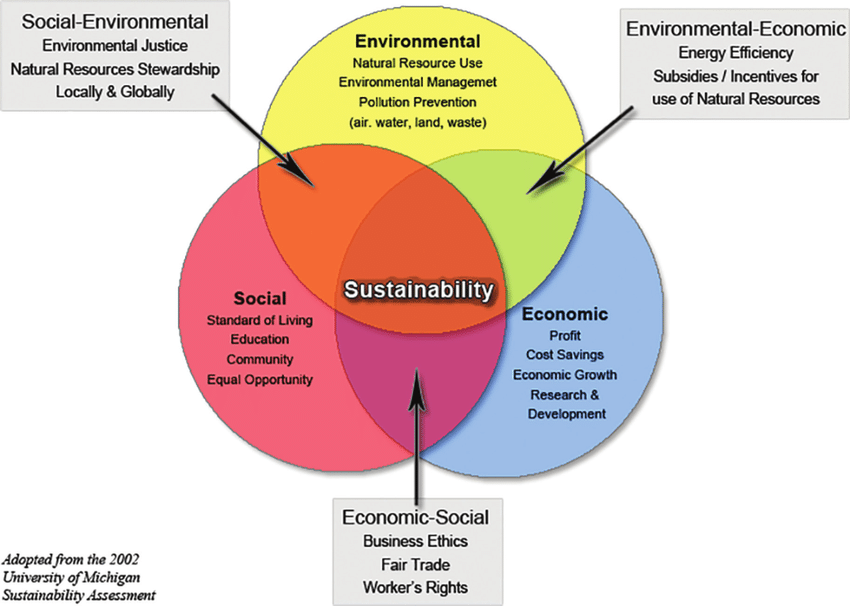 Social-Environmental
Environmental Justice
Natural Resources Stewardship
Locally & Globally
Environmental
Natural Resource Use
Environmental Managemet
Pollution Prevention
(air. water, land, waste)
Environmental-Economic
Energy Efficiency
Subsidies / Incentives for
use of Natural Resources
Sustainability
Social
Standard of Living
Education
Community
Equal Opportunity
Economic
Profit
Cost Savings
Economic Growth
Research &
Development
Economic-Social
Business Ethics
Fair Trade
Worker's Rights
Adopted from the 2002
University of Michigan
Sustainability Assessment